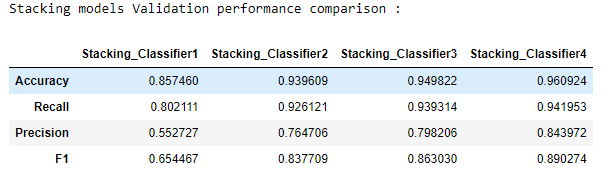 Stacking models Validation performance comparison :
Stacking_Classifier1 Stacking_Classifier2 Stacking_Classifier3 Stacking_Classifier4
Accuracy 0.857460 0.939609 0.949822 0.960924
Recall 0.802111 0.926121 0.939314 0.941953
Precision 0.552727 0.764706 0.798206 0.843972
F1 0.654467 0.837709 0.863030 0.890274